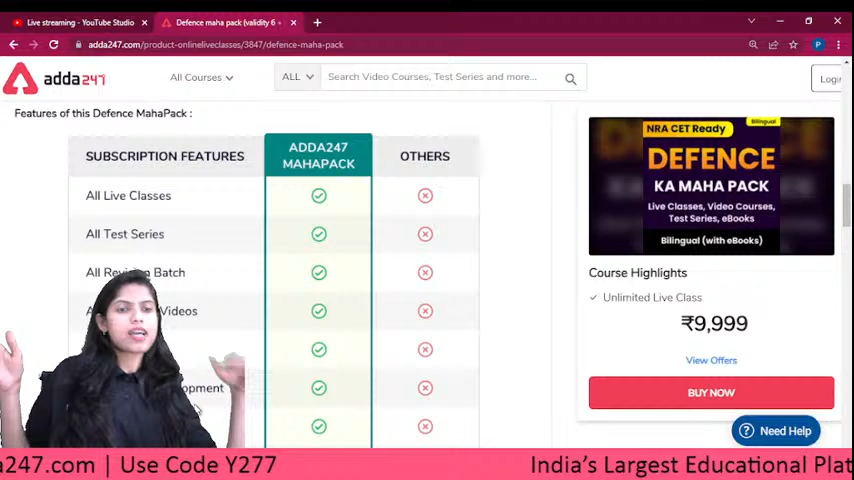 Live streaming - YouTube Studio
Defence maha pack (validity 6 +
adda247.com/product-onlineliveclasses/3847/defence-maha-pack
P
adda247
All Courses
ALL
Search Video Courses, Test Series and more...
Login
Features of this Defence MahaPack :
SUBSCRIPTION FEATURES
ADDA247
MAHAPACK
OTHERS
All Live Classes
All Test Series
All Revision Batch
Videos
opment
NRA CET Ready
Bilingual
DEFENCE
KA MAHA PACK
Live Classes, Video Courses,
Test Series, eBooks
Bilingual (with eBooks)
Course Highlights
Unlimited Live Class
₹9,999
View Offers
BUY NOW
Need Help
a247.com | Use Code Y277
India's Largest Educational Plat